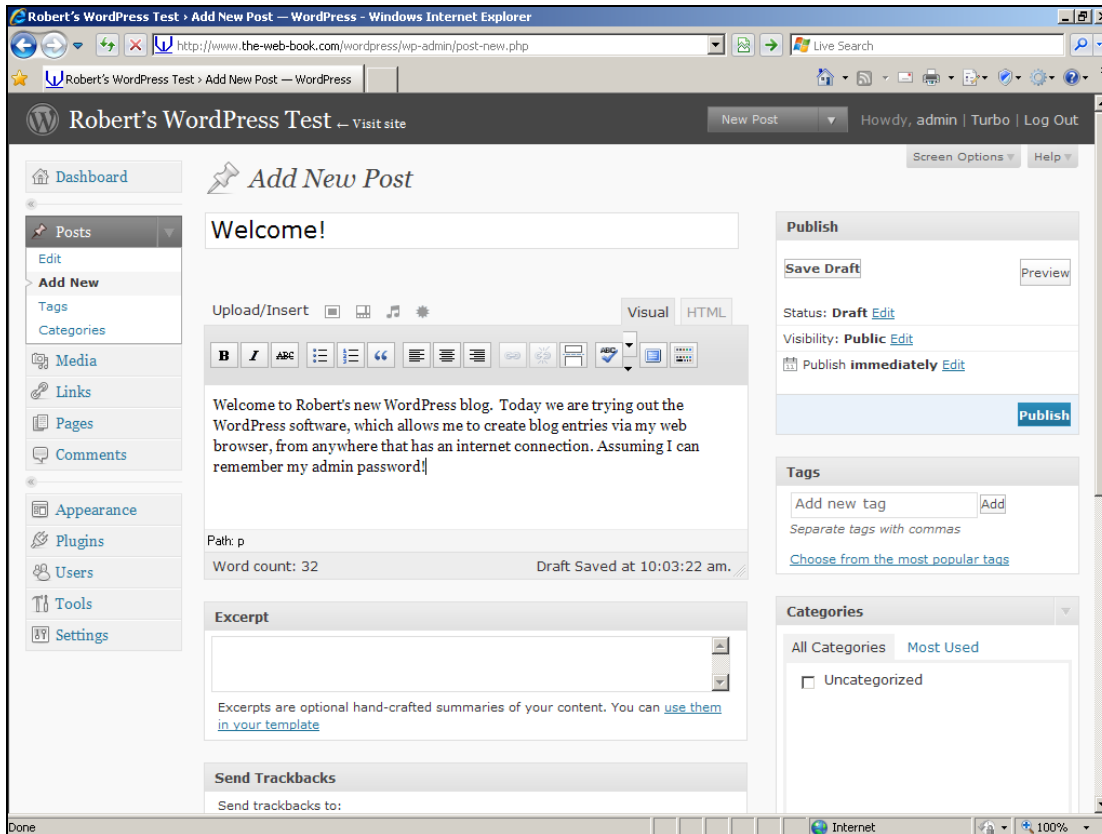 Robert's WordPress Test › Add New Post — WordPress - Windows Internet Explorer
http://www.the-web-book.com/wordpress/wp-admin/post-new.php
Live Search
Robert's WordPress Test › Add New Post — WordPress
Robert's WordPress Test ← Visit site
New Post
Howdy, admin | Turbo | Log Out
Screen Options
Help
Dashboard
Posts
Edit
Add New
Tags
Categories
Media
Links
Pages
Comments
Appearance
Plugins
Users
Tools
Settings
Add New Post
Welcome!
Upload/Insert
Visual
HTML
B I ABC
ABC
Welcome to Robert's new WordPress blog.  Today we are trying out the
WordPress software, which allows me to create blog entries via my web
browser, from anywhere that has an internet connection. Assuming I can
remember my admin password!
Path: p
Word count: 32
Draft Saved at 10:03:22 am.
Excerpt
Excerpts are optional hand-crafted summaries of your content. You can use them
in your template
Send Trackbacks
Send trackbacks to:
Publish
Save Draft
Preview
Status: Draft Edit
Visibility: Public Edit
Publish immediately Edit
Publish
Tags
Add new tag
Add
Separate tags with commas
Choose from the most popular tags
Categories
All Categories
Most Used
Uncategorized
Done
Internet
100%